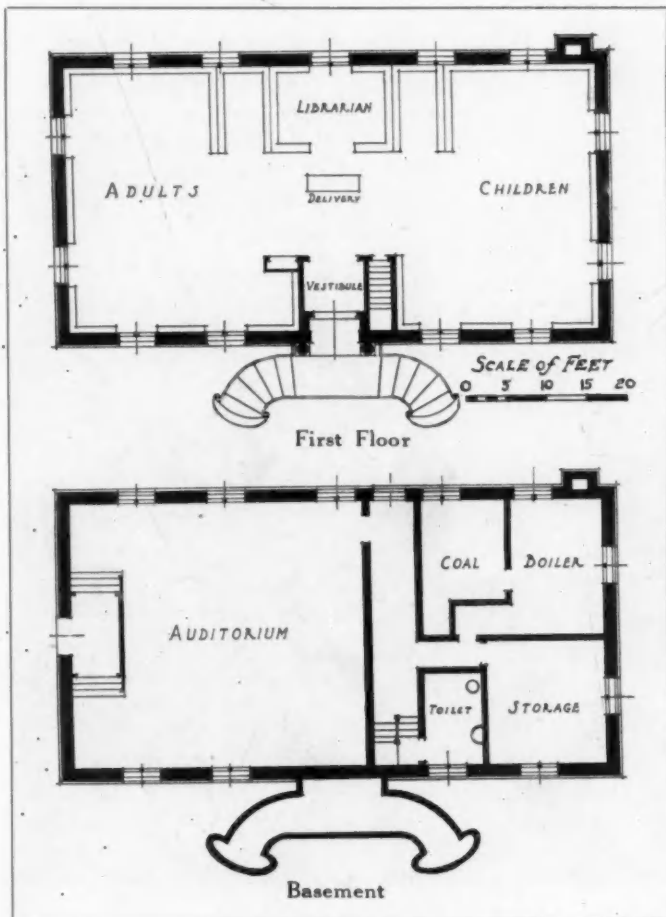 LIBRARIAN
ADULTS
CHILDREN
DELIVERY
VESTIBULE
SCALE of FEET
0 5 10 15 20
First Floor
COAL
BOILER
AUDITORIUM
TOILET
STORAGE
Basement